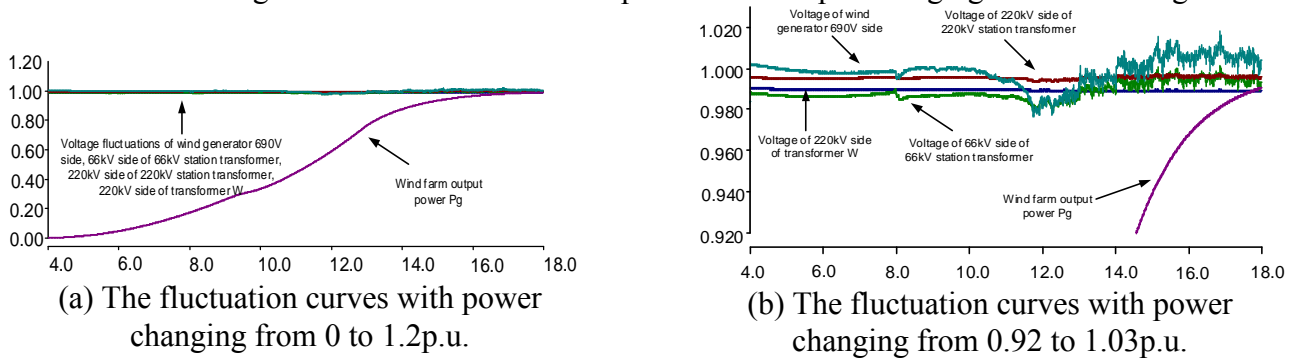 1.20
1.00
0.80
0.60
0.40
0.20
0.00
4.0 6.0 8.0 10.0 12.0 14.0 16.0 18.0
Voltage fluctuations of wind generator 690V
side, 66kV side of 66kV station transformer,
220kV side of 220kV station transformer,
220kV side of transformer W
Wind farm output
power Pg
(a) The fluctuation curves with power
changing from 0 to 1.2p.u.
1.020
1.000
0.980
0.960
0.940
0.920
4.0 6.0 8.0 10.0 12.0 14.0 16.0 18.0
Voltage of wind
generator 690V side
Voltage of 220kV side of
220kV station transformer
Voltage of 220kV side
of transformer W
Voltage of 66kV side of
66kV station transformer
Wind farm output
power Pg
(b) The fluctuation curves with power
changing from 0.92 to 1.03p.u.